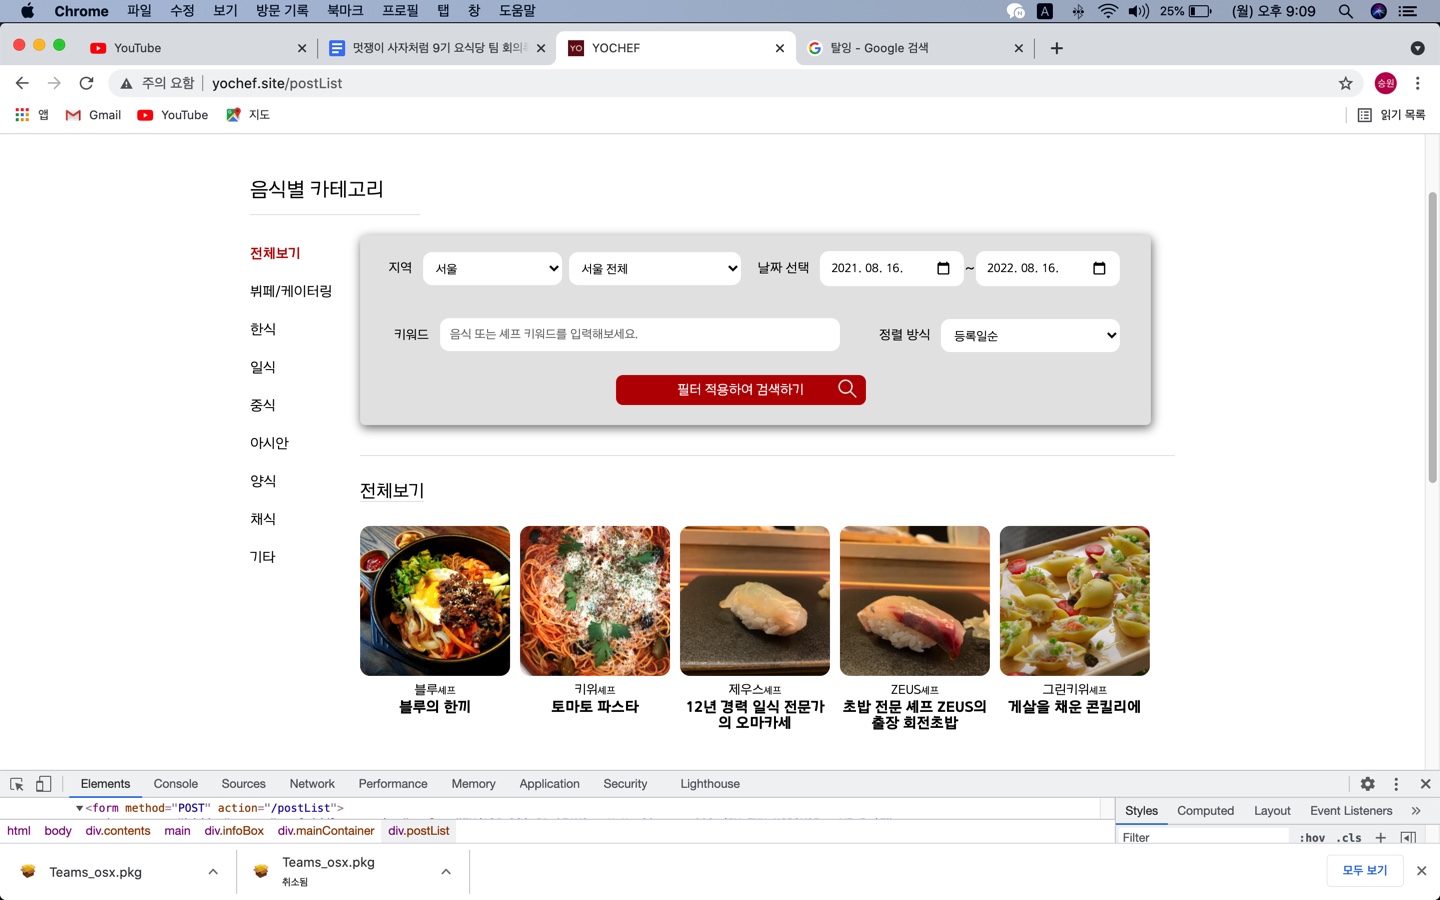 Chrome 파일 수정 보기 방문 기록 북마크 프로필 탭 창 도움말 A 25% (월) 오후 9:09
YouTube 멋쟁이 사자처럼 9기 요식당 팀 회의 YO YOCHEF 탈잉 - Google 검색
주의 요함 yochef.site/postList 승원
앱 Gmail YouTube 지도 읽기 목록
음식별 카테고리
전체보기
뷔페/케이터링
한식
일식
중식
아시안
양식
채식
기타
지역 서울 서울 전체 날짜 선택 2021. 08. 16. ~ 2022. 08. 16.
키워드 음식 또는 셰프 키워드를 입력해보세요. 정렬 방식 등록일순
필터 적용하여 검색하기
전체보기
블루셰프
블루의 한끼
키위셰프
토마토 파스타
제우스셰프
12년 경력 일식 전문가
의 오마카세
ZEUS셰프
초밥 전문 셰프 ZEUS의
출장 회전초밥
그린키위셰프
게살을 채운 콘킬리에
Elements Console Sources Network Performance Memory Application Security Lighthouse
▼<form method="POST" action="/postList">
html body div.contents main div.infoBox div.mainContainer div.postList
Styles Computed Layout Event Listeners »
Filter :hov .cls +
Teams_osx.pkg
Teams_osx.pkg
취소됨
모두 보기